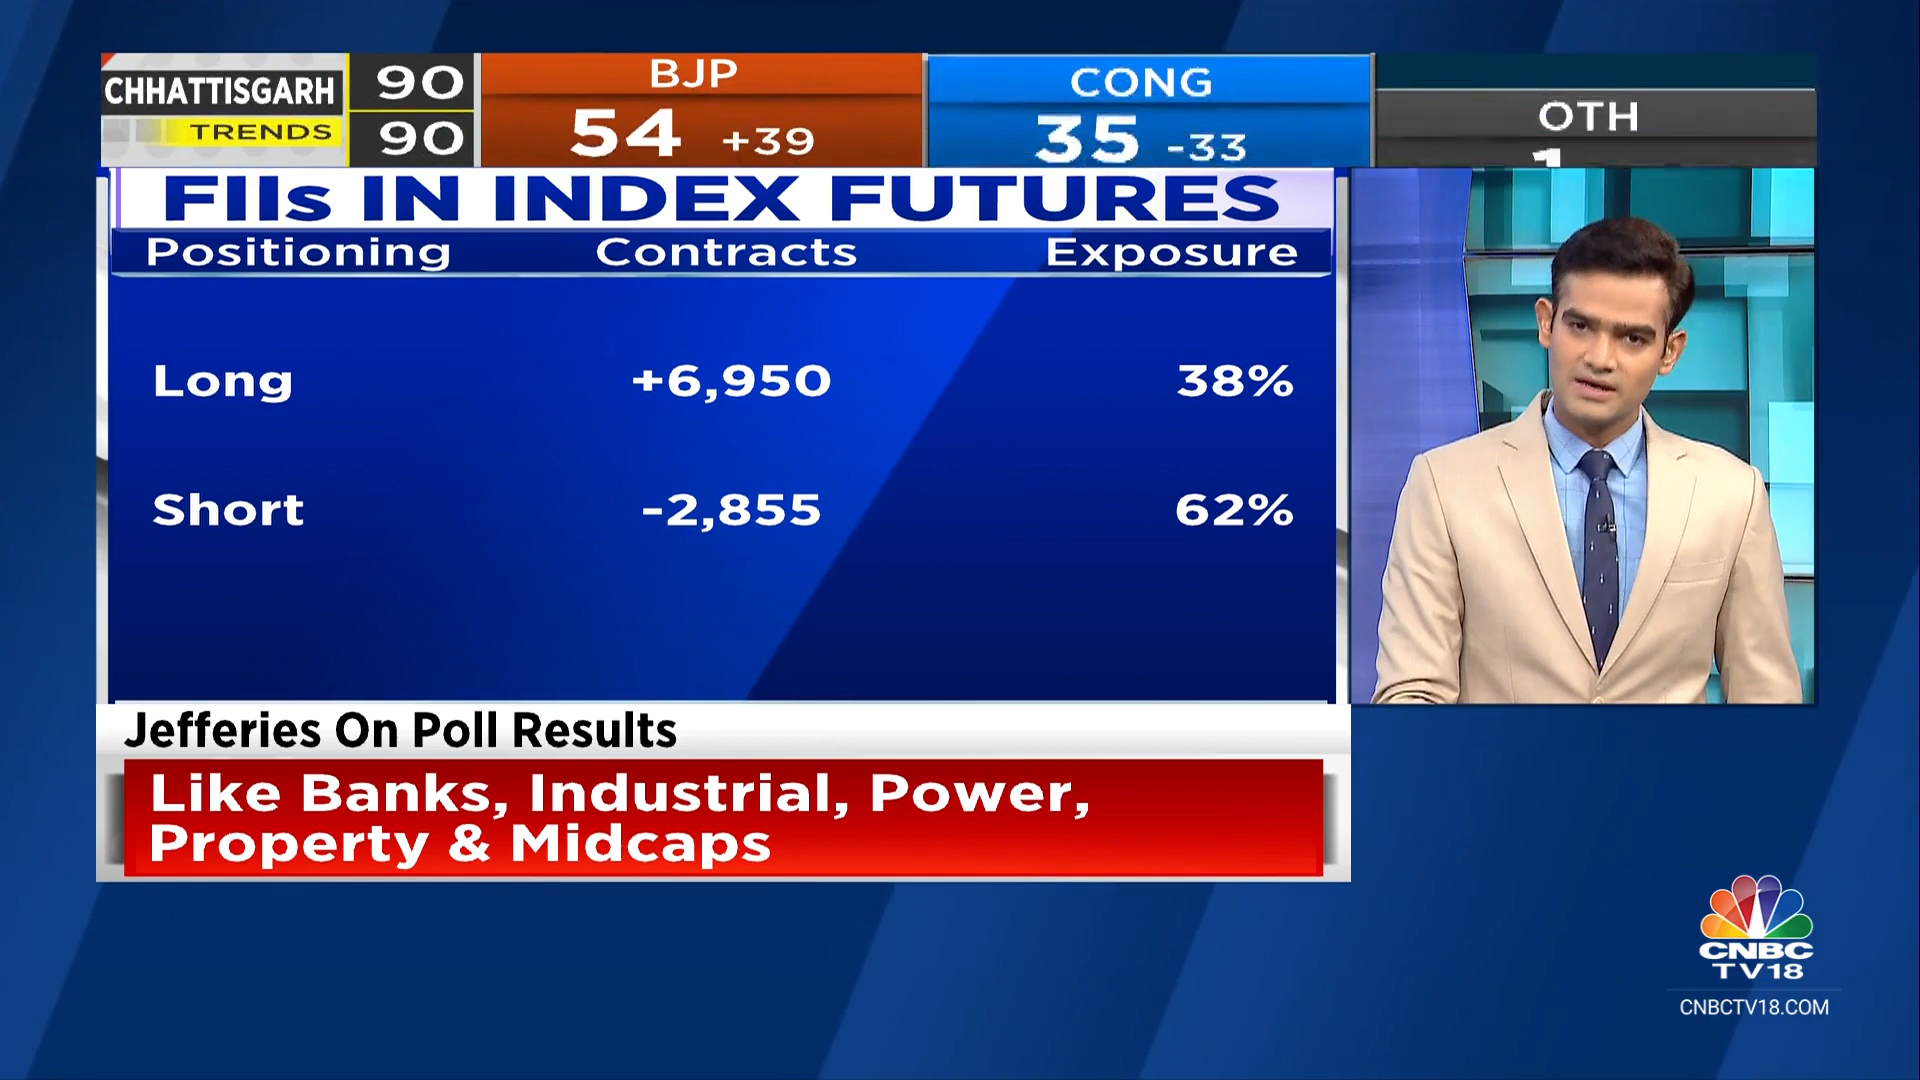 CHHATTISGARH
TRENDS
90
90
BJP
54 +39
CONG
35 -33
OTH
1
FIIs IN INDEX FUTURES
Positioning Contracts Exposure
Long +6,950 38%
Short -2,855 62%
Jefferies On Poll Results
Like Banks, Industrial, Power,
Property & Midcaps
CNBC
TV18
CNBCTV18.COM